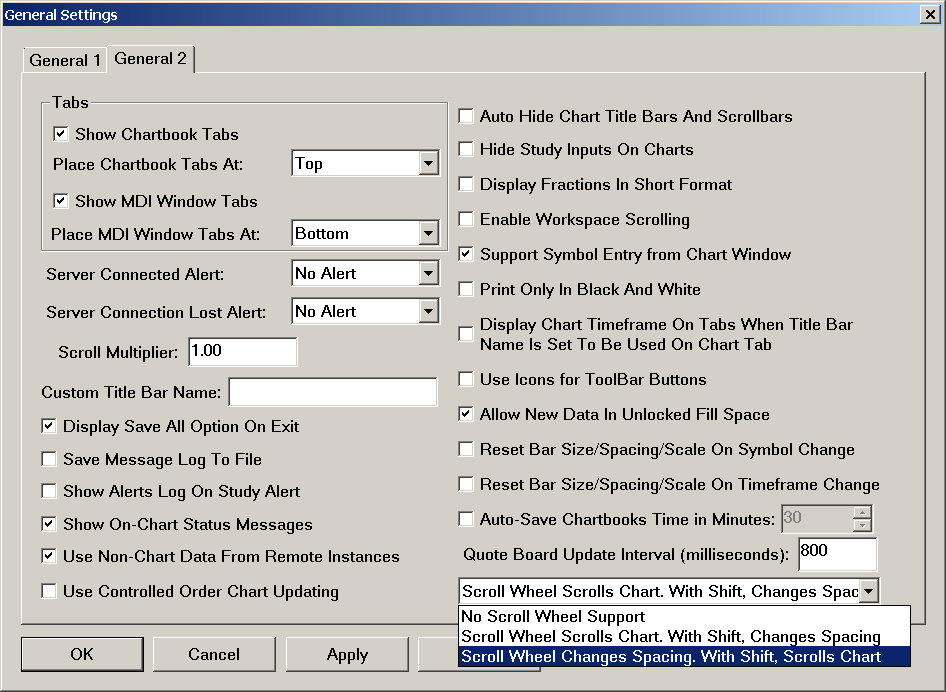 General Settings
General 1
General 2
Tabs
Show Chartbook Tabs
Place Chartbook Tabs At:
Top
Show MDI Window Tabs
Place MDI Window Tabs At:
Bottom
Server Connected Alert:
No Alert
Server Connection Lost Alert:
No Alert
Scroll Multiplier:
1.00
Custom Title Bar Name:
Display Save All Option On Exit
Save Message Log To File
Show Alerts Log On Study Alert
Show On-Chart Status Messages
Use Non-Chart Data From Remote Instances
Use Controlled Order Chart Updating
Auto Hide Chart Title Bars And Scrollbars
Hide Study Inputs On Charts
Display Fractions In Short Format
Enable Workspace Scrolling
Support Symbol Entry from Chart Window
Print Only In Black And White
Display Chart Timeframe On Tabs When Title Bar
Name Is Set To Be Used On Chart Tab
Use Icons for ToolBar Buttons
Allow New Data In Unlocked Fill Space
Reset Bar Size/Spacing/Scale On Symbol Change
Reset Bar Size/Spacing/Scale On Timeframe Change
Auto-Save Chartbooks Time in Minutes:
30
Quote Board Update Interval (milliseconds):
800
Scroll Wheel Scrolls Chart. With Shift, Changes Spac
No Scroll Wheel Support
Scroll Wheel Scrolls Chart. With Shift, Changes Spacing
Scroll Wheel Changes Spacing. With Shift, Scrolls Chart
OK
Cancel
Apply